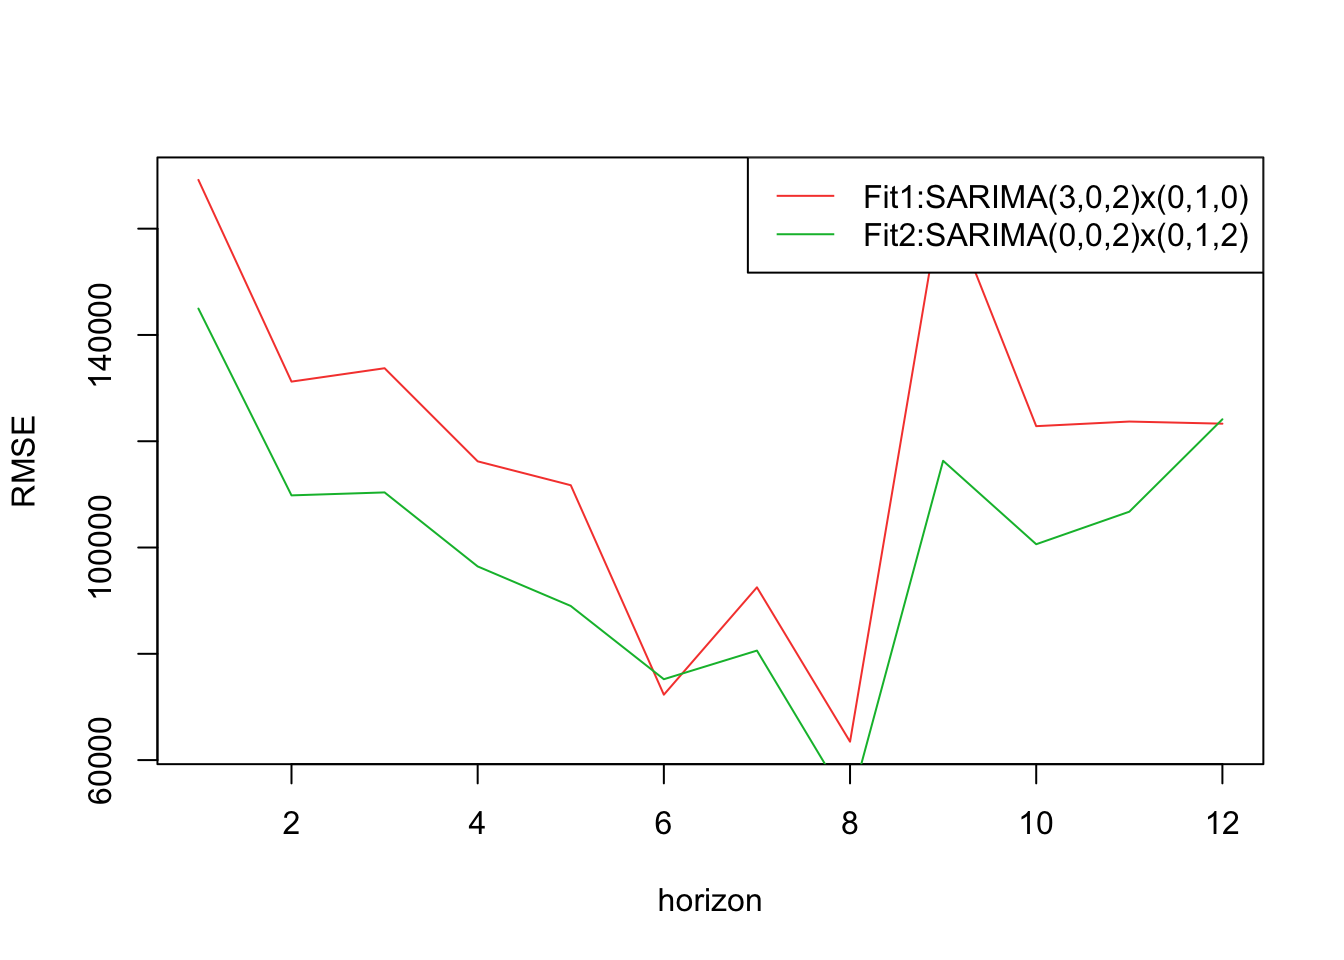 Fit1:SARIMA(3,0,2)x(0,1,0)
Fit2:SARIMA(0,0,2)x(0,1,2)
RMSE
140000
100000
60000
2 4 6 8 10 12
horizon